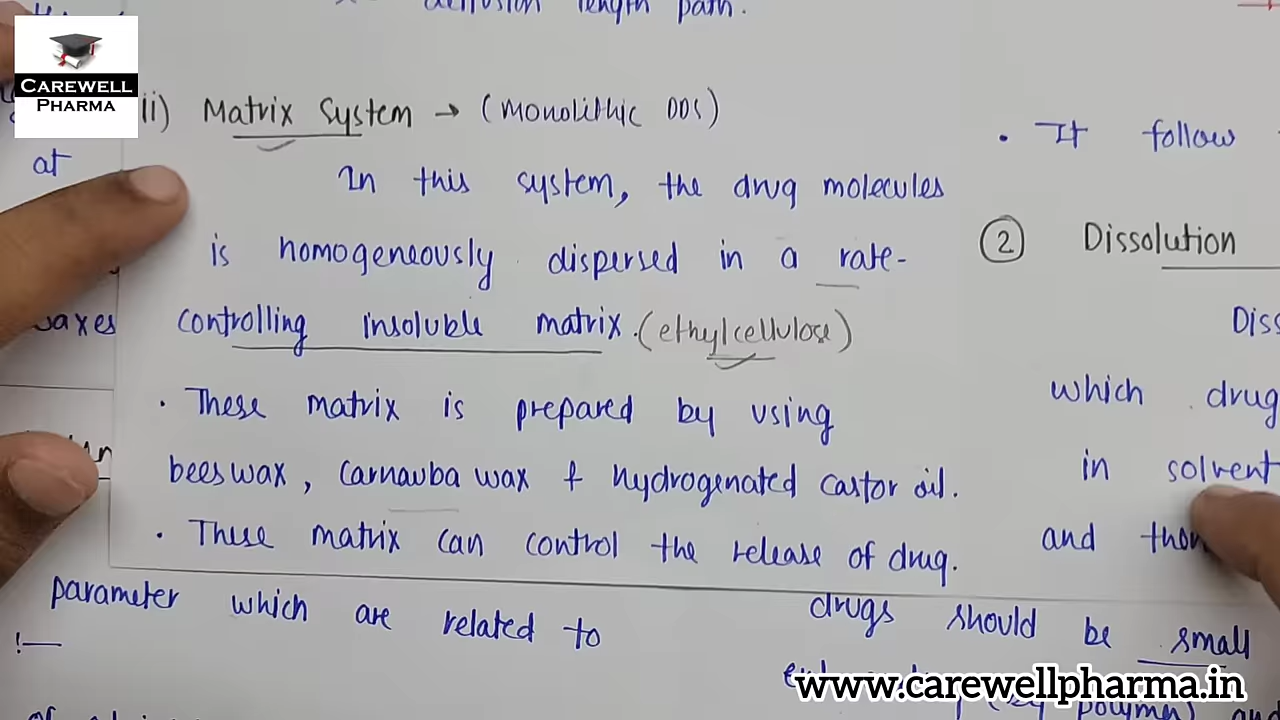 CAREWELL
PHARMA
length path.
ii) Matrix System → (Monolithic DDS)
In this system, the drug molecules
is homogeneously dispersed in a rate-
controlling insoluble matrix. (ethylcellulose)
• These matrix is prepared by using
beeswax, Carnauba wax + hydrogenated castor oil.
• These matrix can control the release of drug.
at
waxes
parameter which are related to
:—
• It follow
② Dissolution
which drug
in solvent
and
drugs should be small
and
www.carewellpharma.in